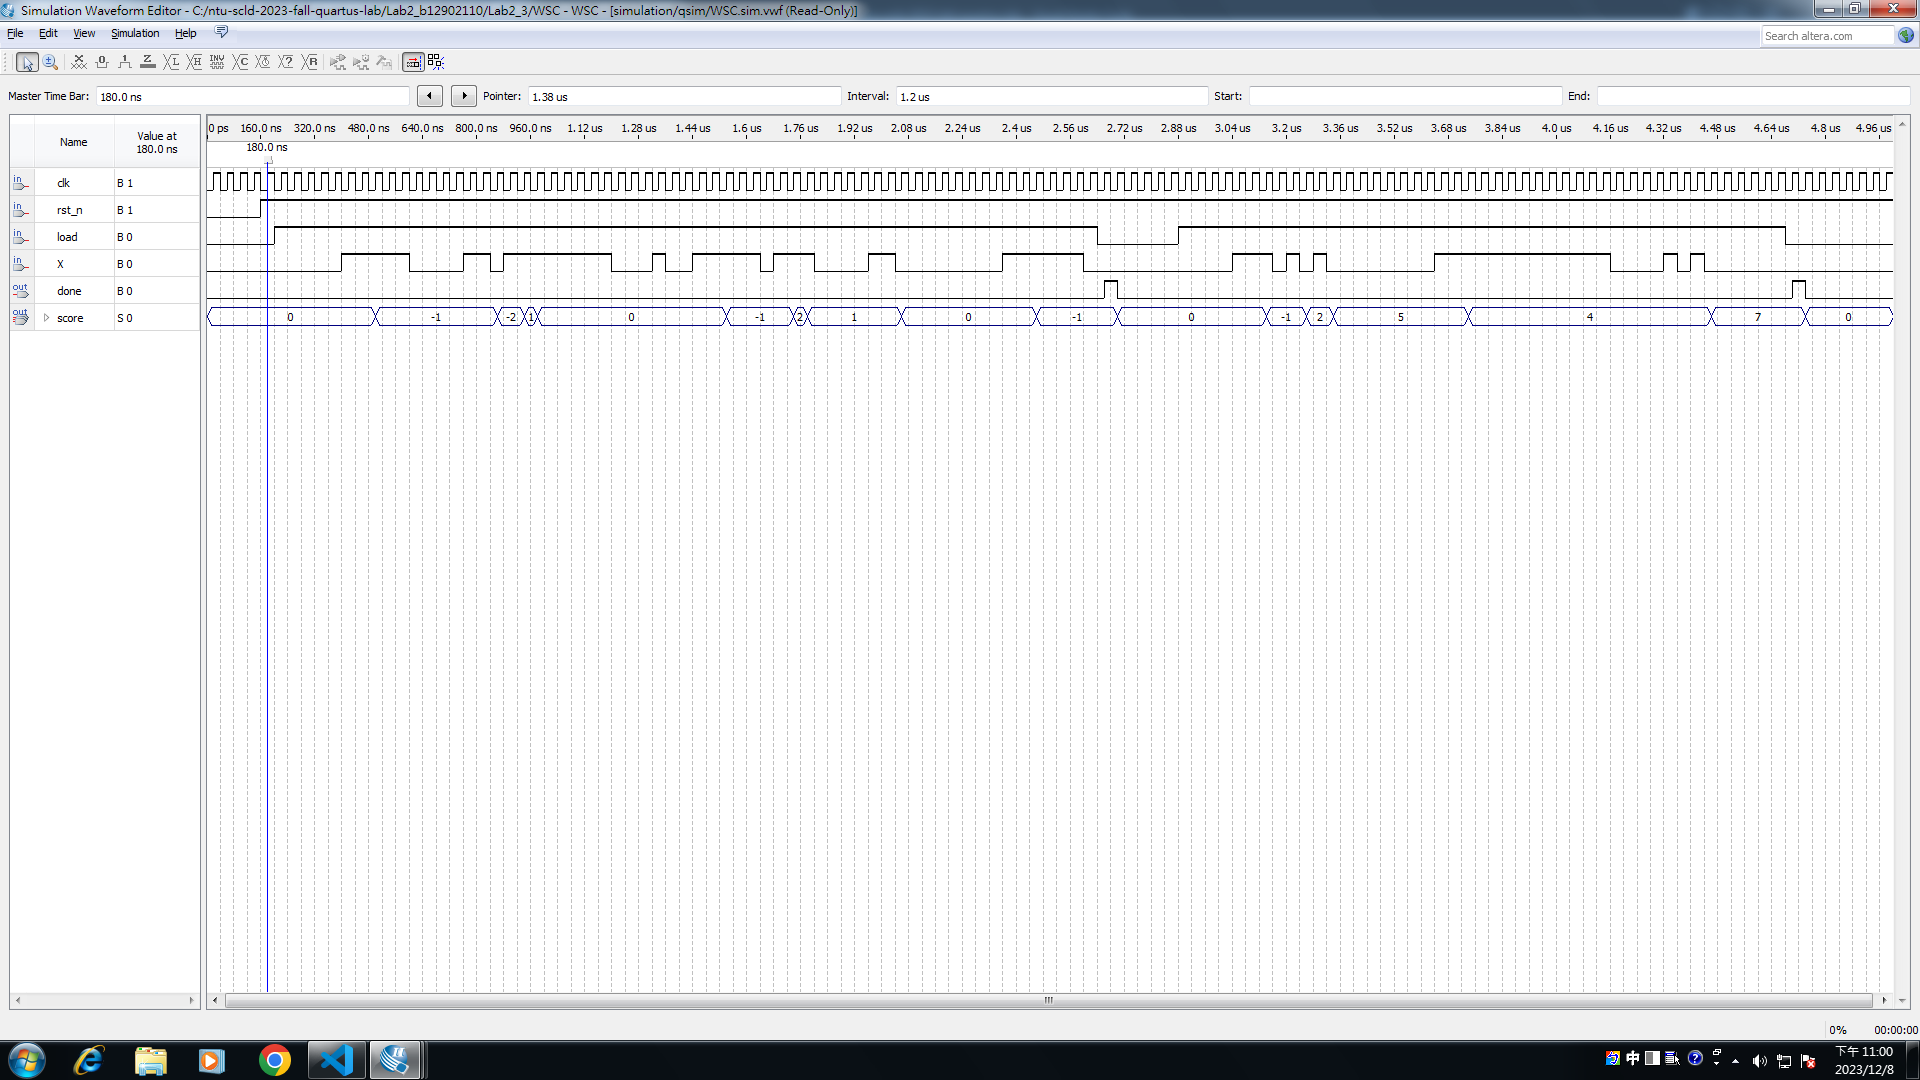 Simulation Waveform Editor - C:/ntu-scld-2023-fall-quartus-lab/Lab2_b12902110/Lab2_3/WSC - WSC - [simulation/qsim/WSC.sim.vwf (Read-Only)]
File Edit View Simulation Help
Search altera.com
Master Time Bar: 180.0 ns Pointer: 1.38 us Interval: 1.2 us Start: End:
Name Value at 180.0 ns
0 ps 160.0 ns 320.0 ns 480.0 ns 640.0 ns 800.0 ns 960.0 ns 1.12 us 1.28 us 1.44 us 1.6 us 1.76 us 1.92 us 2.08 us 2.24 us 2.4 us 2.56 us 2.72 us 2.88 us 3.04 us 3.2 us 3.36 us 3.52 us 3.68 us 3.84 us 4.0 us 4.16 us 4.32 us 4.48 us 4.64 us 4.8 us 4.96 us
180.0 ns
in clk B 1
in rst_n B 1
in load B 0
in X B 0
out done B 0
out score S 0 0 -1 -2 1 0 -1 2 1 0 -1 0 -1 2 5 4 7 0
0% 00:00:00
中
下午 11:00
2023/12/8